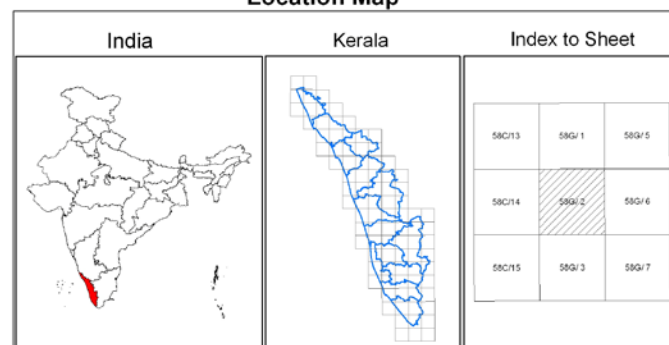 Location Map
India
Kerala
Index to Sheet
58C/13
58G/ 1
58G/ 5
58C/14
58G/ 2
58G/ 6
58C/15
58G/ 3
58G/ 7